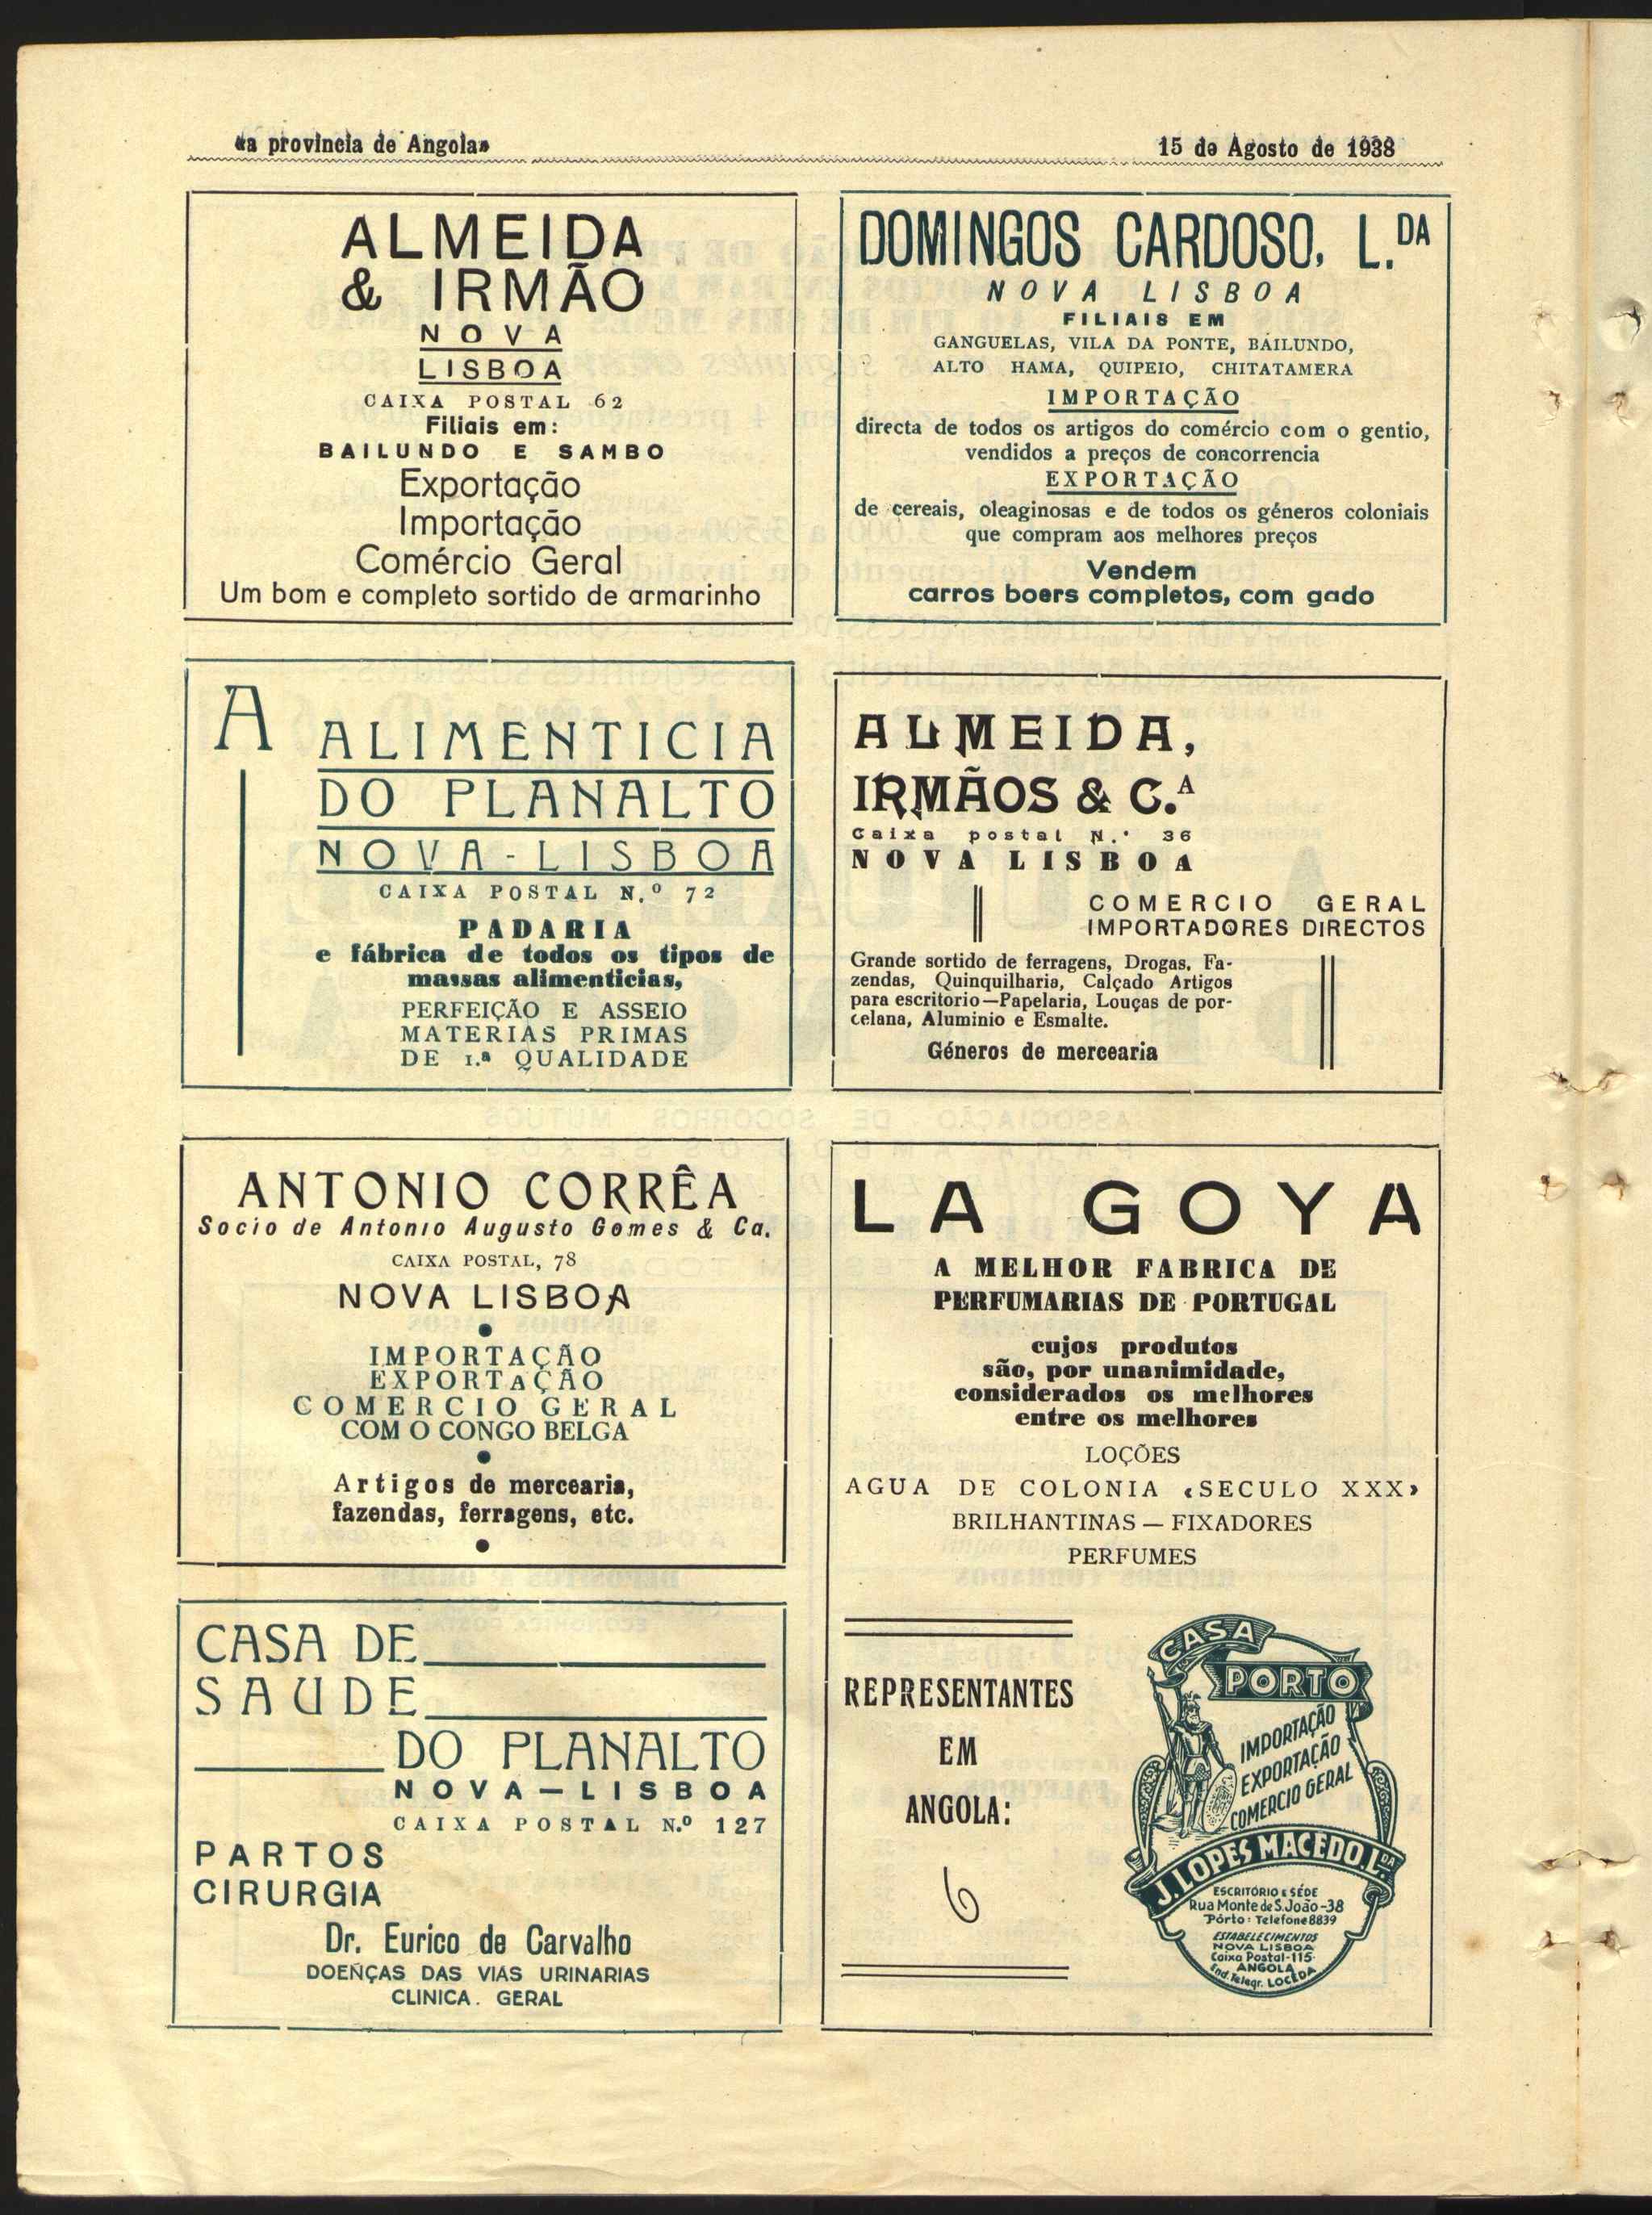 «a provincia de Angola»
15 de Agosto de 1938
ALMEIDA
& IRMÃO
NOVA
LISBOA
CAIXA POSTAL 62
Filiais em:
BAILUNDO E SAMBO
Exportação
Importação
Comércio Geral
Um bom e completo sortido de armarinho
DOMINGOS CARDOSO, L.DA
NOVA LISBOA
FILIAIS EM
GANGUELAS, VILA DA PONTE, BAILUNDO,
ALTO HAMA, QUIPEIO, CHITATAMERA
IMPORTAÇÃO
directa de todos os artigos do comércio com o gentio,
vendidos a preços de concorrencia
EXPORTAÇÃO
de cereais, oleaginosas e de todos os géneros coloniais
que compram aos melhores preços
Vendem
carros boers completos, com gado
A ALIMENTICIA
DO PLANALTO
NOVA-LISBOA
CAIXA POSTAL N.º 72
PADARIA
e fábrica de todos os tipos de
massas alimenticias,
PERFEIÇÃO E ASSEIO
MATERIAS PRIMAS
DE 1.ª QUALIDADE
ALMEIDA,
IRMÃOS & C.A
Caixa postal N.º 36
NOVA LISBOA
COMERCIO GERAL
IMPORTADORES DIRECTOS
Grande sortido de ferragens, Drogas, Fa-
zendas, Quinquilharia, Calçado Artigos
para escritorio—Papelaria, Louças de por-
celana, Aluminio e Esmalte.
Géneros de mercearia
ANTONIO CORRÊA
Socio de Antonio Augusto Gomes & Ca.
CAIXA POSTAL, 78
NOVA LISBOA
IMPORTAÇÃO
EXPORTAÇÃO
COMERCIO GERAL
COM O CONGO BELGA
Artigos de mercearia,
fazendas, ferragens, etc.
LA GOYA
A MELHOR FABRICA DE
PERFUMARIAS DE PORTUGAL
cujos produtos
são, por unanimidade,
considerados os melhores
entre os melhores
LOÇÕES
AGUA DE COLONIA «SECULO XXX»
BRILHANTINAS — FIXADORES
PERFUMES
REPRESENTANTES
EM
ANGOLA:
6
CASA
PORTO
IMPORTAÇÃO
EXPORTAÇÃO
COMERCIO GERAL
J. LOPES MACEDO, L.DA
ESCRITÓRIO E SÉDE
Rua Monte de S. João-38
Pórto: Telefone 8839
ESTABELECIMENTOS
NOVA LISBOA
Caixa Postal-115
ANGOLA
End. Telegr. LOCEDA
CASA DE
SAUDE
DO PLANALTO
NOVA—LISBOA
CAIXA POSTAL N.º 127
PARTOS
CIRURGIA
Dr. Eurico de Carvalho
DOENÇAS DAS VIAS URINARIAS
CLINICA. GERAL